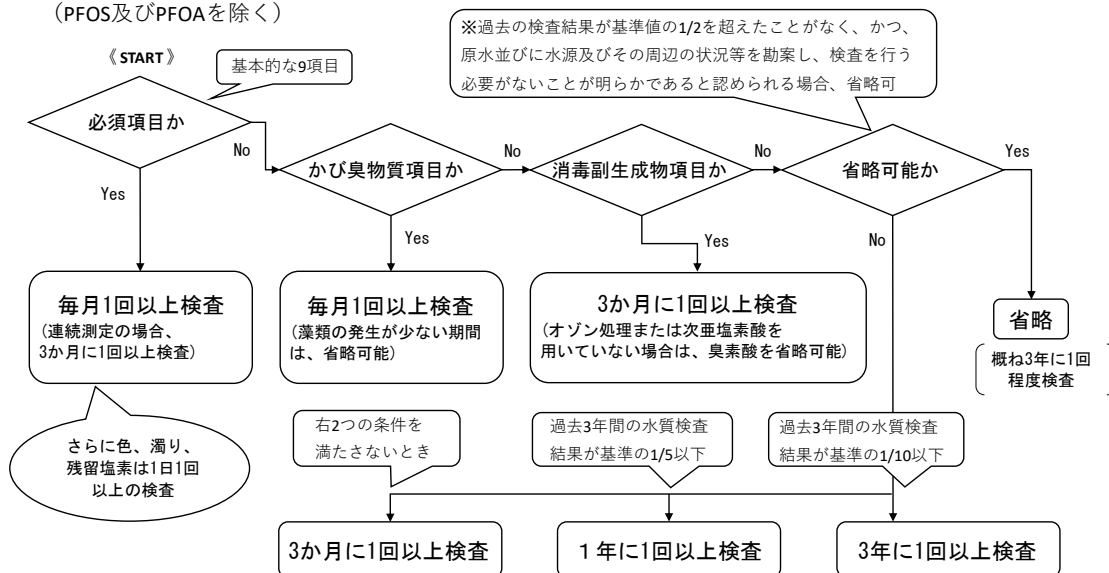 （PFOS及びPFOAを除く）
※過去の検査結果が基準値の1/2を超えたことがなく、かつ、
原水並びに水源及びその周辺の状況等を勘案し、検査を行う
必要がないことが明らかであると認められる場合、省略可
《 START 》
基本的な9項目
必須項目か
No
かび臭物質項目か
No
消毒副生成物項目か
No
省略可能か
Yes
Yes
Yes
Yes
No
毎月1回以上検査
(連続測定の場合、
3か月に1回以上検査)
毎月1回以上検査
(藻類の発生が少ない期間
は、省略可能)
3か月に1回以上検査
(オゾン処理または次亜塩素酸を
用いていない場合は、臭素酸を省略可能)
省略
概ね3年に1回
程度検査
さらに色、濁り、
残留塩素は1日1回
以上の検査
右2つの条件を
満たさないとき
過去3年間の水質検査
結果が基準の1/5以下
過去3年間の水質検査
結果が基準の1/10以下
3か月に1回以上検査
１年に1回以上検査
3年に1回以上検査